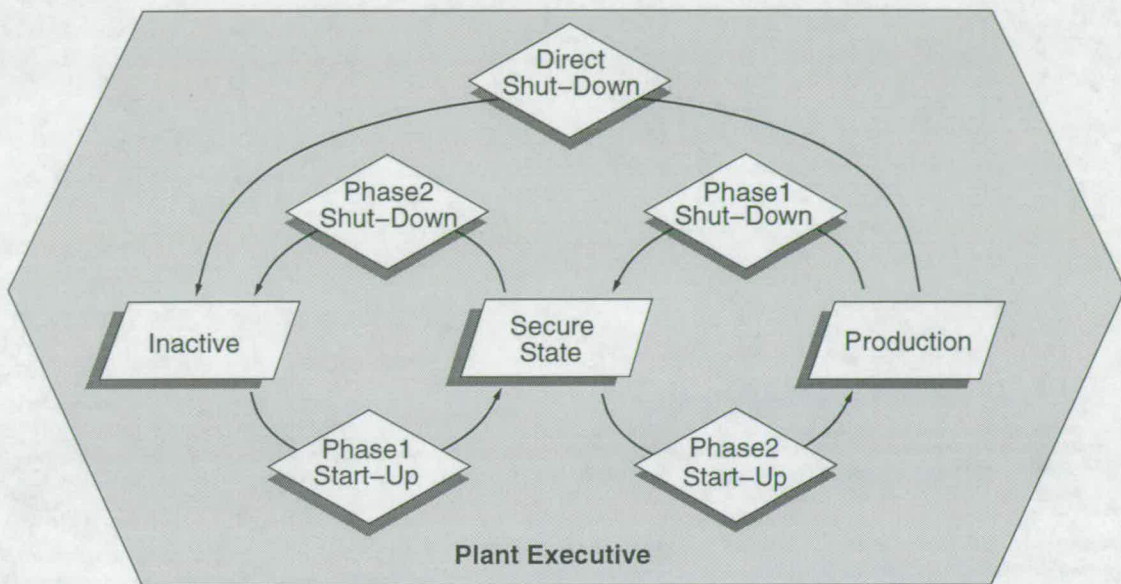 Direct
Shut–Down
Phase2
Shut–Down
Phase1
Shut–Down
Inactive
Secure
State
Production
Phase1
Start–Up
Phase2
Start–Up
Plant Executive